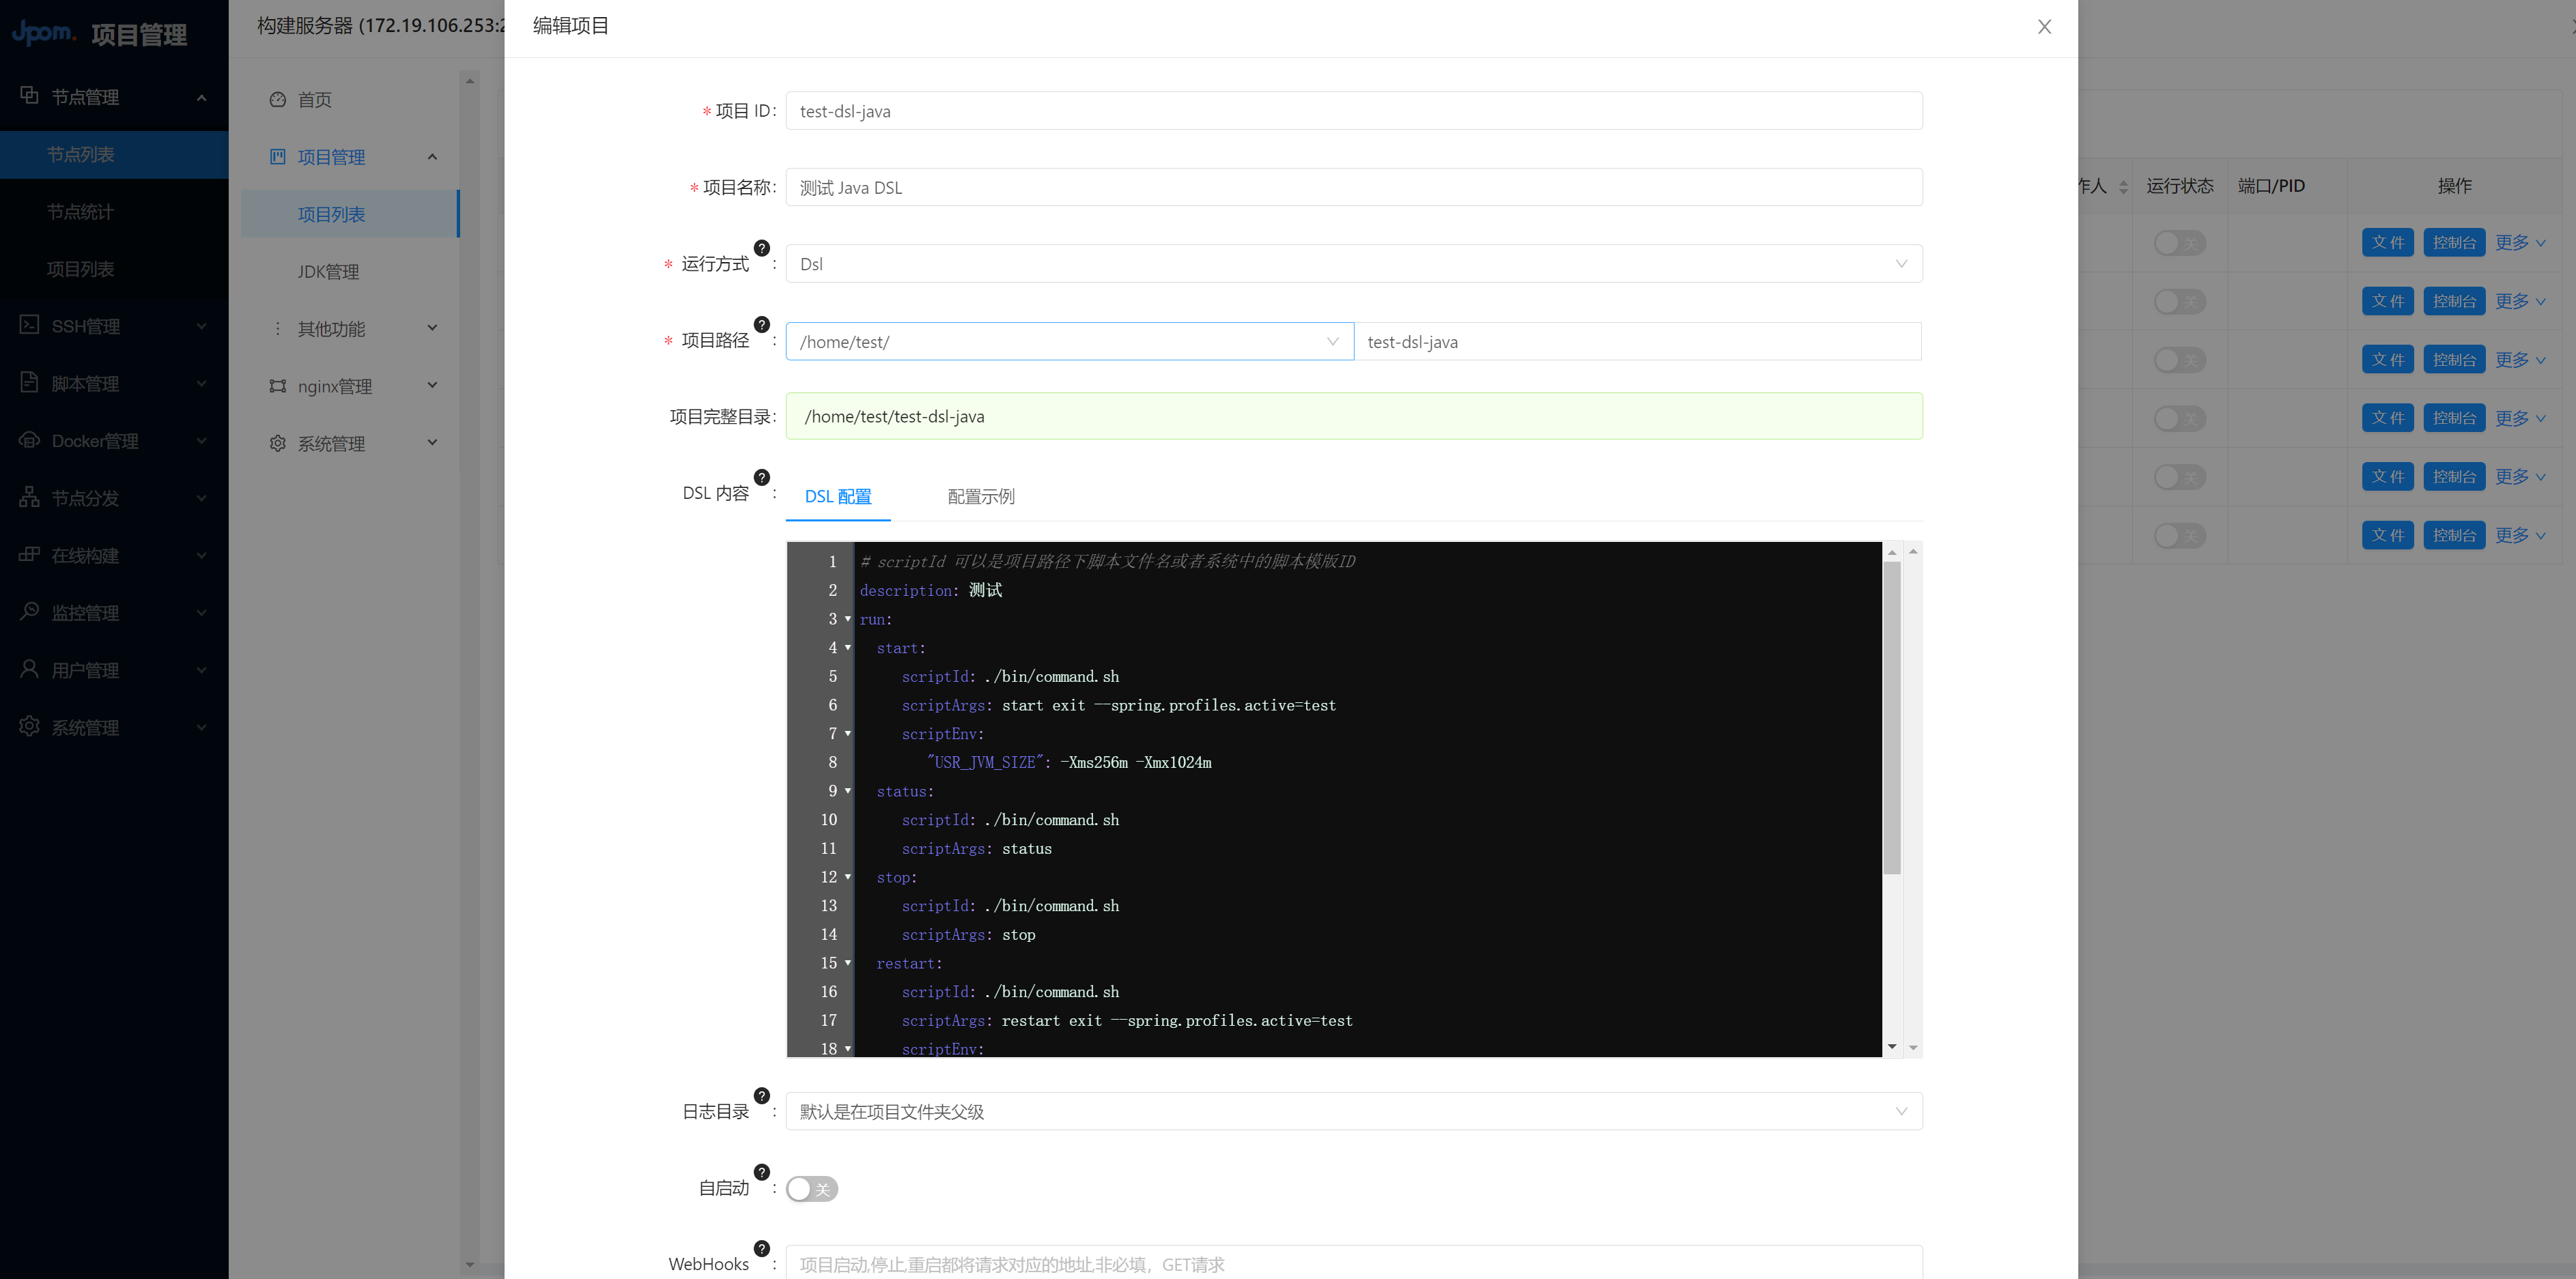 Jpom. 项目管理
节点管理
节点列表
节点统计
项目列表
SSH管理
脚本管理
Docker管理
节点分发
在线构建
监控管理
用户管理
系统管理
构建服务器 (172.19.106.253:2
首页
项目管理
项目列表
JDK管理
其他功能
nginx管理
系统管理
编辑项目
* 项目 ID: test-dsl-java
* 项目名称: 测试 Java DSL
* 运行方式 ? : Dsl
* 项目路径 ? : /home/test/ test-dsl-java
项目完整目录: /home/test/test-dsl-java
DSL 内容 ? : DSL 配置 配置示例
1 # scriptId 可以是项目路径下脚本文件名或者系统中的脚本模版ID
2 description: 测试
3 run:
4 start:
5 scriptId: ./bin/command.sh
6 scriptArgs: start exit --spring.profiles.active=test
7 scriptEnv:
8 "USR_JVM_SIZE": -Xms256m -Xmx1024m
9 status:
10 scriptId: ./bin/command.sh
11 scriptArgs: status
12 stop:
13 scriptId: ./bin/command.sh
14 scriptArgs: stop
15 restart:
16 scriptId: ./bin/command.sh
17 scriptArgs: restart exit --spring.profiles.active=test
18 scriptEnv:
日志目录 ? : 默认是在项目文件夹父级
自启动 ? : 关
WebHooks ? : 项目启动,停止,重启都将请求对应的地址,非必填，GET请求
作人 运行状态 端口/PID 操作
关 文件 控制台 更多
关 文件 控制台 更多
关 文件 控制台 更多
关 文件 控制台 更多
关 文件 控制台 更多
关 文件 控制台 更多